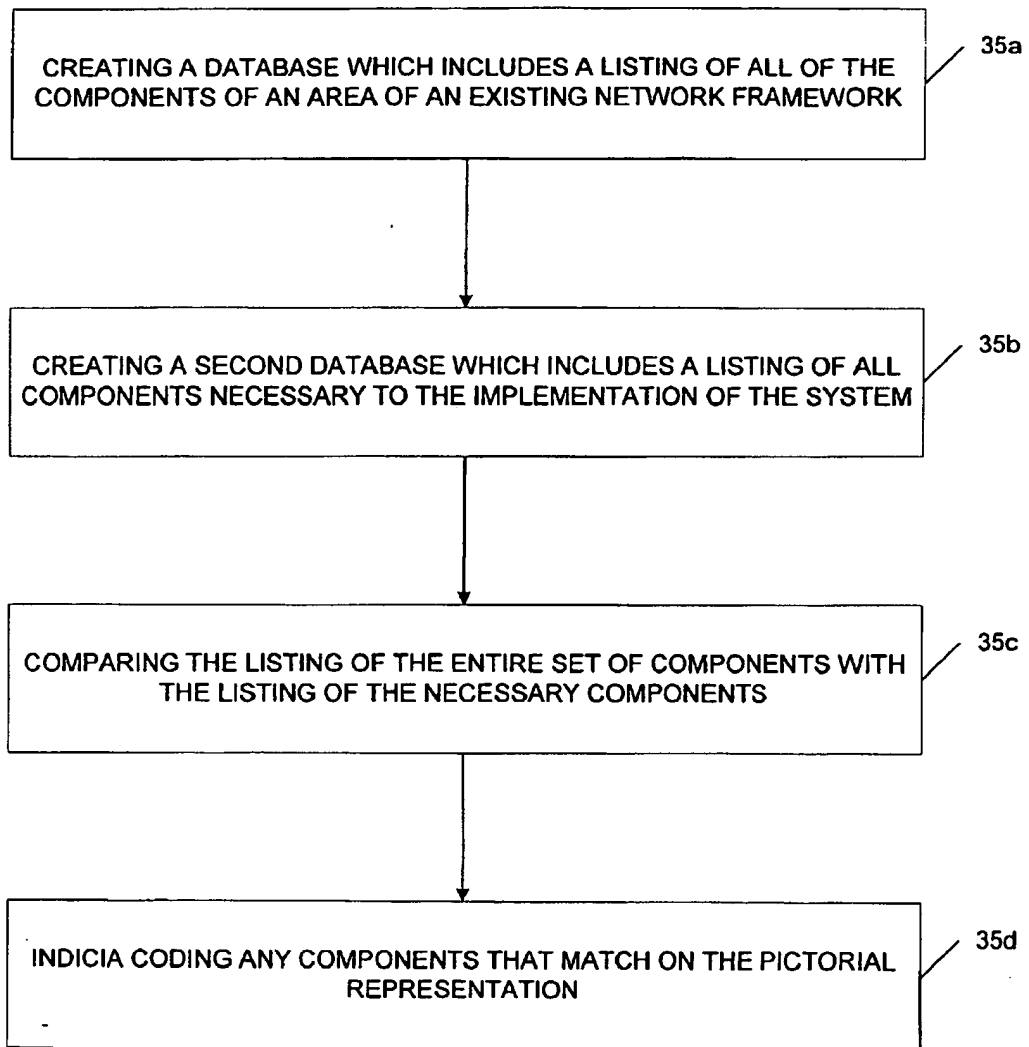 35a
CREATING A DATABASE WHICH INCLUDES A LISTING OF ALL OF THE
COMPONENTS OF AN AREA OF AN EXISTING NETWORK FRAMEWORK
35b
CREATING A SECOND DATABASE WHICH INCLUDES A LISTING OF ALL
COMPONENTS NECESSARY TO THE IMPLEMENTATION OF THE SYSTEM
35c
COMPARING THE LISTING OF THE ENTIRE SET OF COMPONENTS WITH
THE LISTING OF THE NECESSARY COMPONENTS
35d
INDICIA CODING ANY COMPONENTS THAT MATCH ON THE PICTORIAL
REPRESENTATION